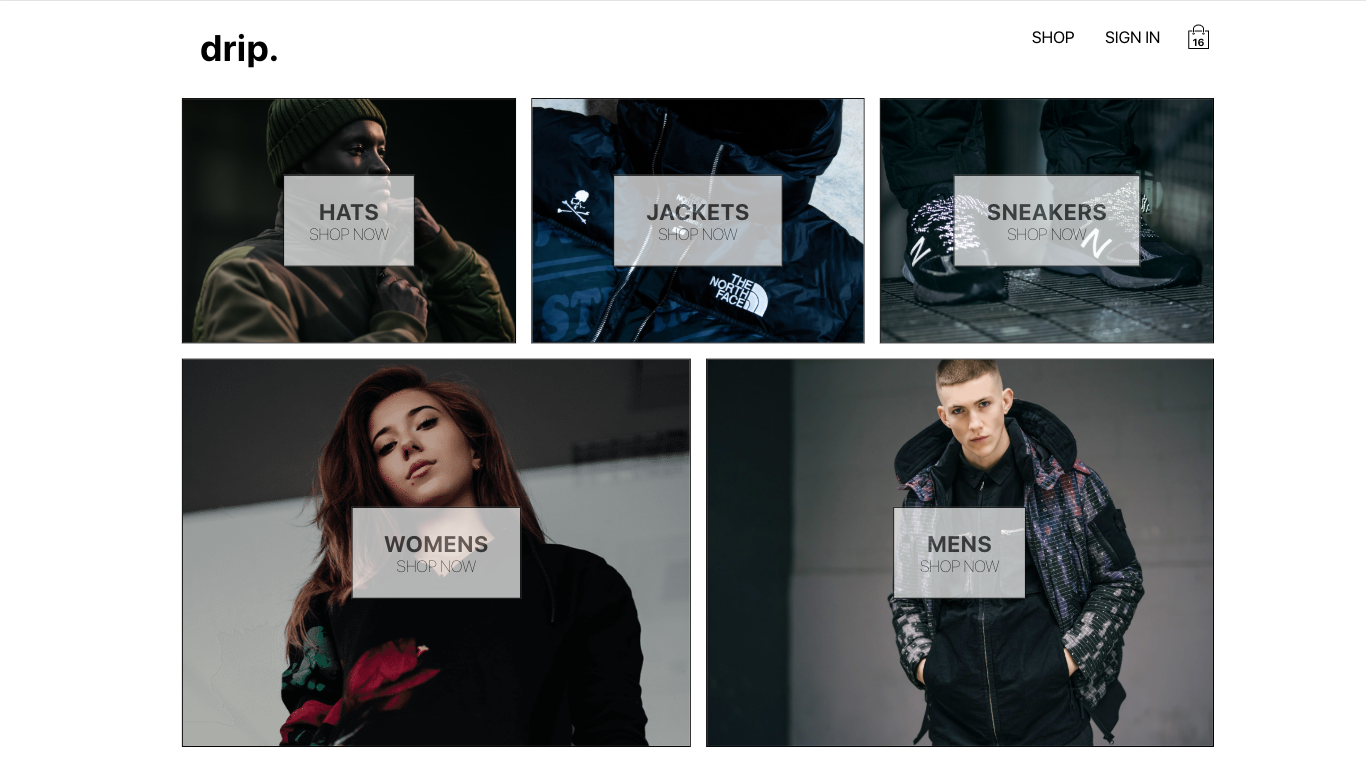 drip.
SHOP
SIGN IN
16
HATS
SHOP NOW
JACKETS
SHOP NOW
THE
NORTH
FACE
SNEAKERS
SHOP NOW
N
N
WOMENS
SHOP NOW
MENS
SHOP NOW